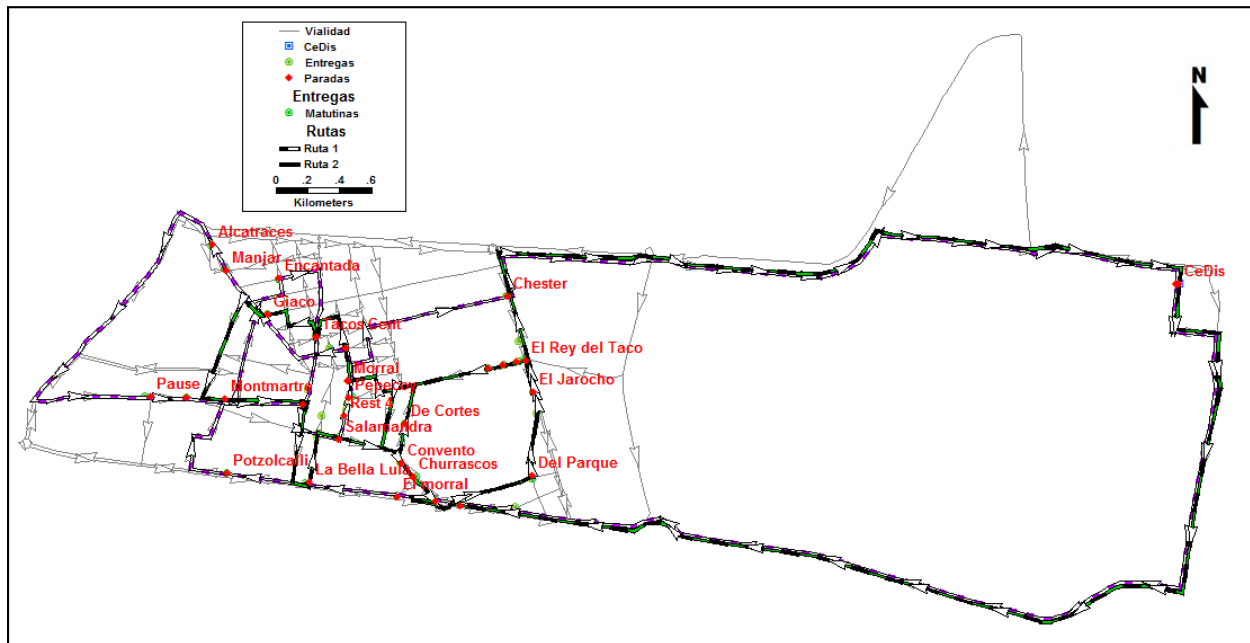 Vialidad
CeDis
Entregas
Paradas
Entregas
Matutinas
Rutas
Ruta 1
Ruta 2
0 .2 .4 .6
Kilometers
N
Alcatraces
Manjar
Encantada
CeDis
Chester
Giaco
Tacos Cent
El Rey del Taco
Morral
El Jarocho
Pause
Montmartre
Rest 4
De Cortes
Salamandra
Convento
Churrascos
Potzolcalli
La Bella Lula
Del Parque
El morral